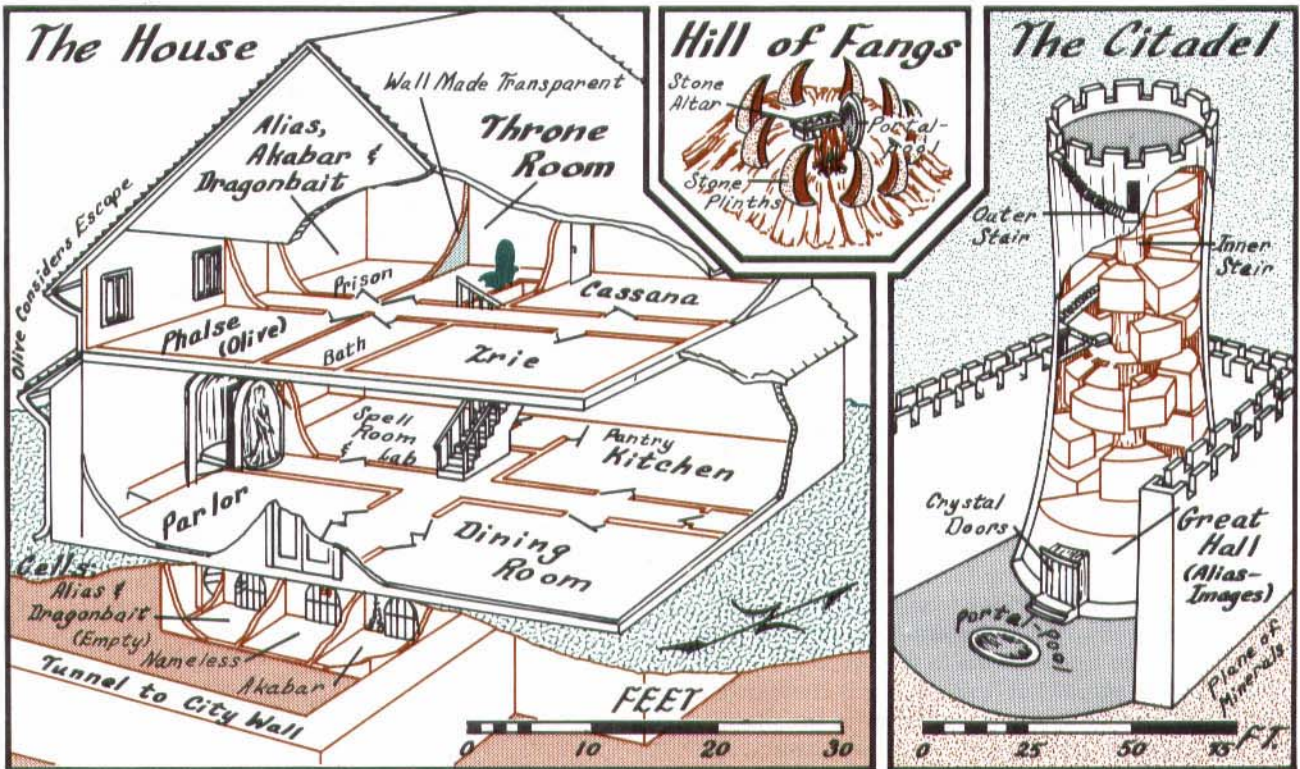 The House
Wall Made Transparent
Alias,
Akabar &
Dragonbait
Throne
Room
Olive Considers Escape
Prison
Cassana
Phalse
(Olive)
Bath
Zrie
Spell
Room
& Lab
Pantry
Kitchen
Parlor
Dining
Room
Cells:
Alias &
Dragonbait
(Empty)
Nameless
Akabar
Tunnel to City Wall
FEET
0 10 20 30
Hill of Fangs
Stone
Altar
Portal-
Pool
Stone
Plinths
The Citadel
Outer
Stair
Inner
Stair
Crystal
Doors
Great
Hall
(Alias-
Images)
Portal-Pool
Plane of
Minerals
0 25 50 75 FT.